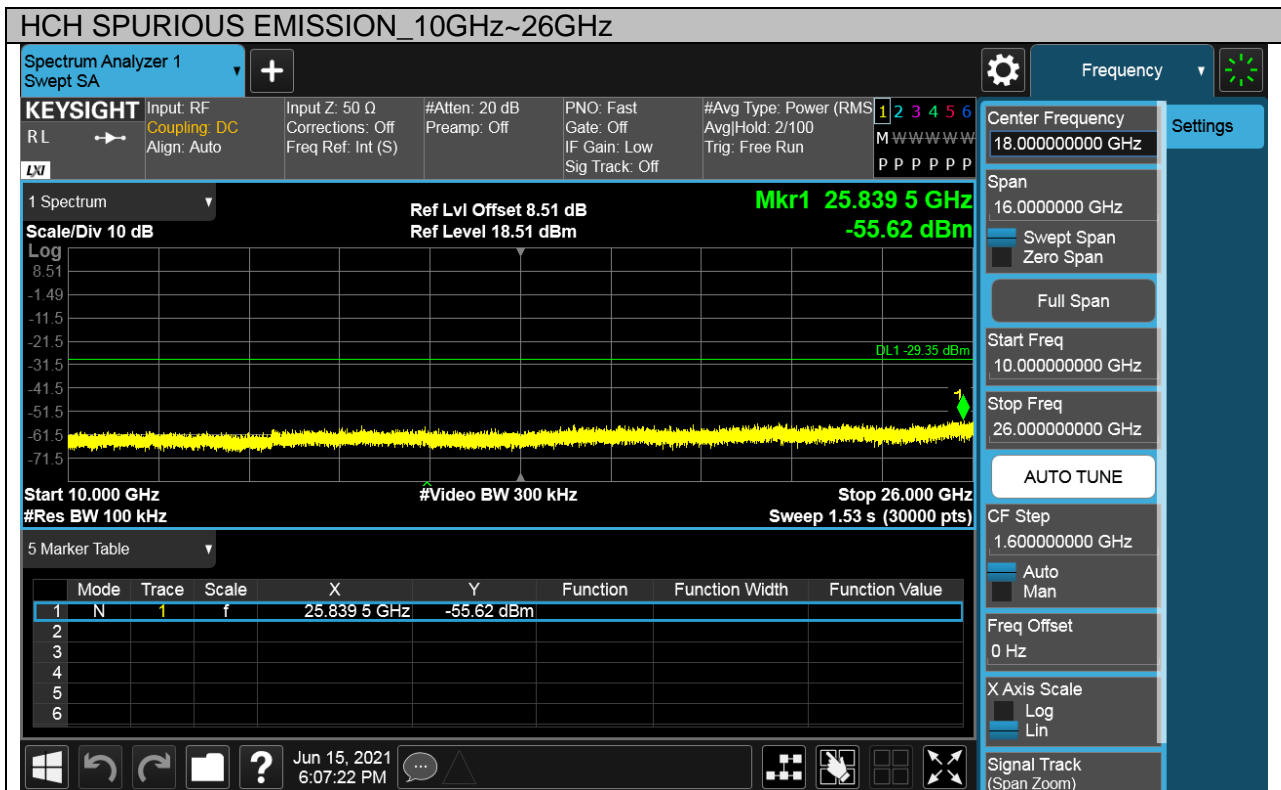 HCH SPURIOUS EMISSION_10GHz~26GHz
Spectrum Analyzer 1
Swept SA
+
Frequency
KEYSIGHT
RL
LXI
Input: RF
Coupling: DC
Align: Auto
Input Z: 50 Ω
Corrections: Off
Freq Ref: Int (S)
#Atten: 20 dB
Preamp: Off
PNO: Fast
Gate: Off
IF Gain: Low
Sig Track: Off
#Avg Type: Power (RMS
Avg|Hold: 2/100
Trig: Free Run
1 2 3 4 5 6
M W W W W W
P P P P P P
1 Spectrum
Scale/Div 10 dB
Ref Lvl Offset 8.51 dB
Ref Level 18.51 dBm
Mkr1 25.839 5 GHz
-55.62 dBm
Log
8.51
-1.49
-11.5
-21.5
-31.5
-41.5
-51.5
-61.5
-71.5
DL1 -29.35 dBm
1
Start 10.000 GHz
#Video BW 300 kHz
Stop 26.000 GHz
#Res BW 100 kHz
Sweep 1.53 s (30000 pts)
5 Marker Table
Mode Trace Scale X Y Function Function Width Function Value
1 N 1 f 25.839 5 GHz -55.62 dBm
2
3
4
5
6
?
Jun 15, 2021
6:07:22 PM
Center Frequency
18.000000000 GHz
Settings
Span
16.0000000 GHz
Swept Span
Zero Span
Full Span
Start Freq
10.000000000 GHz
Stop Freq
26.000000000 GHz
AUTO TUNE
CF Step
1.600000000 GHz
Auto
Man
Freq Offset
0 Hz
X Axis Scale
Log
Lin
Signal Track
(Span Zoom)